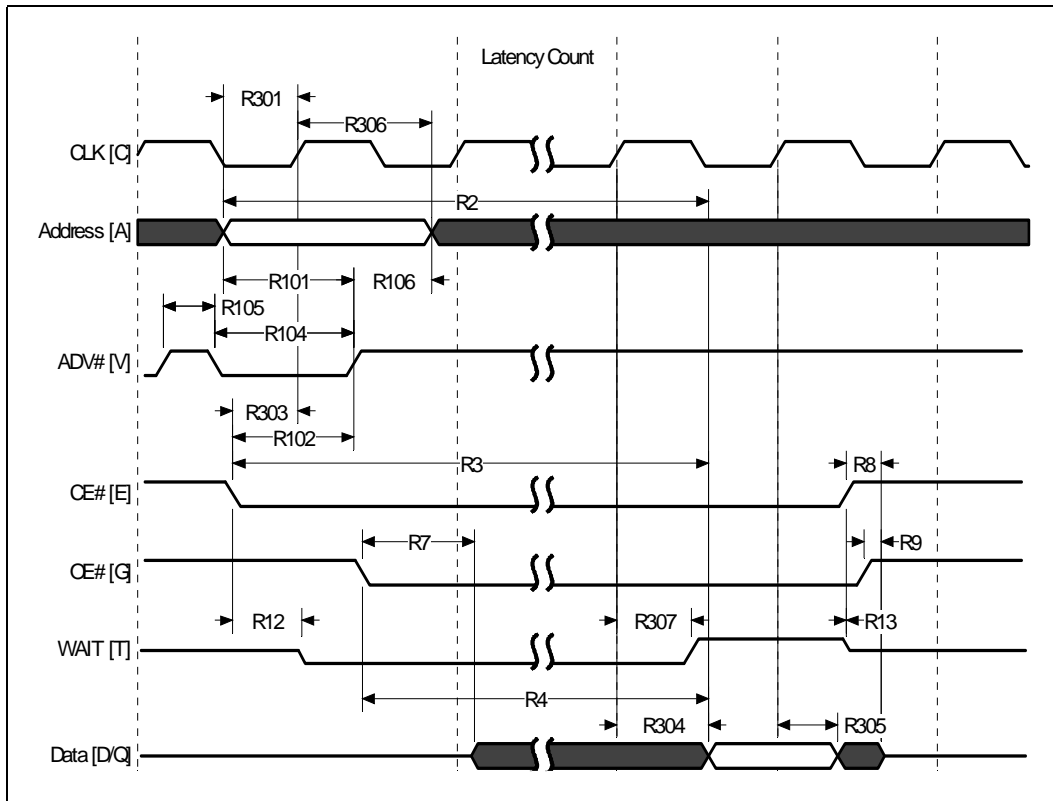 Latency Count
R301
R306
CLK [C]
R2
Address [A]
R101
R106
R105
R104
ADV# [V]
R303
R102
R3
R8
CE# [E]
R7
R9
OE# [G]
R12
R307
R13
WAIT [T]
R4
R304
R305
Data [D/Q]